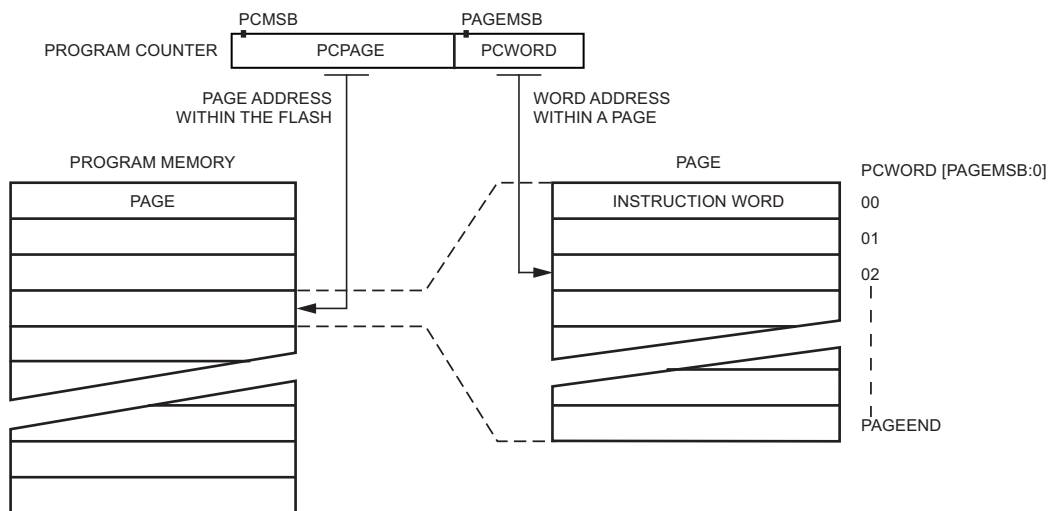 PCMSB PAGEMSB
PROGRAM COUNTER PCPAGE PCWORD
PAGE ADDRESS
WITHIN THE FLASH
WORD ADDRESS
WITHIN A PAGE
PROGRAM MEMORY
PAGE
PAGE
INSTRUCTION WORD
PCWORD [PAGEMSB:0]
00
01
02
PAGEEND